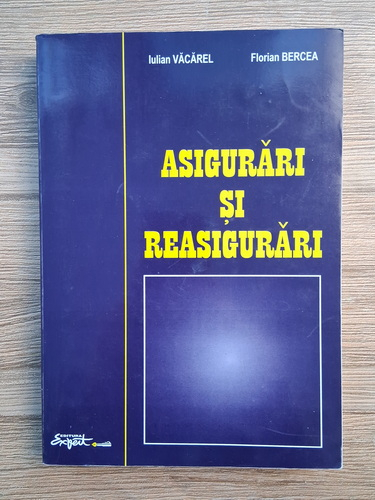 Iulian VĂCĂREL Florian BERCEA
ASIGURĂRI
ȘI
REASIGURĂRI
EDITURA
Expert